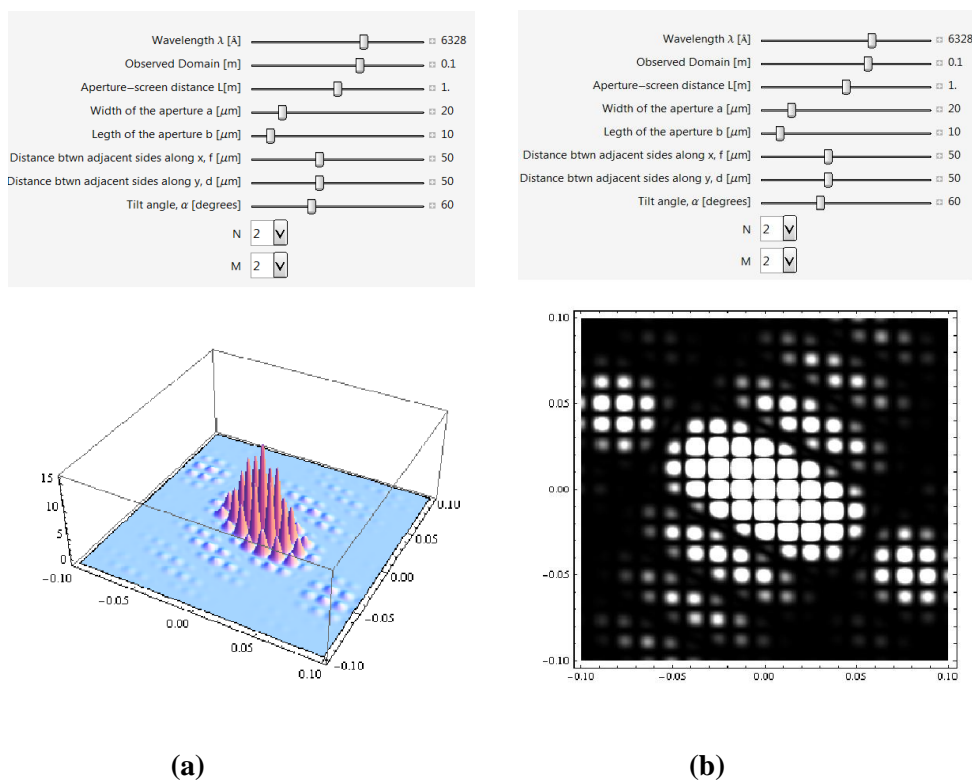 Wavelength λ [Å] 6328
Observed Domain [m] 0.1
Aperture−screen distance L[m] 1.
Width of the aperture a [μm] 20
Legth of the aperture b [μm] 10
Distance btwn adjacent sides along x, f [μm] 50
Distance btwn adjacent sides along y, d [μm] 50
Tilt angle, α [degrees] 60
N 2
M 2
15
10
5
0
−0.10
−0.05
0.00
0.05
0.10
0.10
0.05
0.00
−0.05
−0.10
(a)
Wavelength λ [Å] 6328
Observed Domain [m] 0.1
Aperture−screen distance L[m] 1.
Width of the aperture a [μm] 20
Legth of the aperture b [μm] 10
Distance btwn adjacent sides along x, f [μm] 50
Distance btwn adjacent sides along y, d [μm] 50
Tilt angle, α [degrees] 60
N 2
M 2
0.10
0.05
0.00
−0.05
−0.10
−0.10 −0.05 0.00 0.05 0.10
(b)